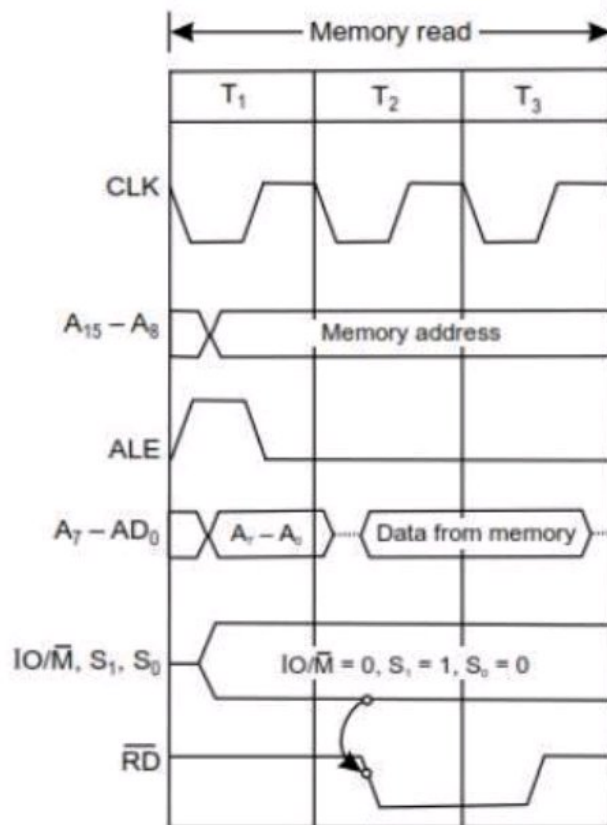 Memory read
T₁ T₂ T₃
CLK
A₁₅ – A₈ Memory address
ALE
A₇ – AD₀ A₇ – A₀ Data from memory
IO/M̅, S₁, S₀ IO/M̅ = 0, S₁ = 1, S₀ = 0
R̅D̅